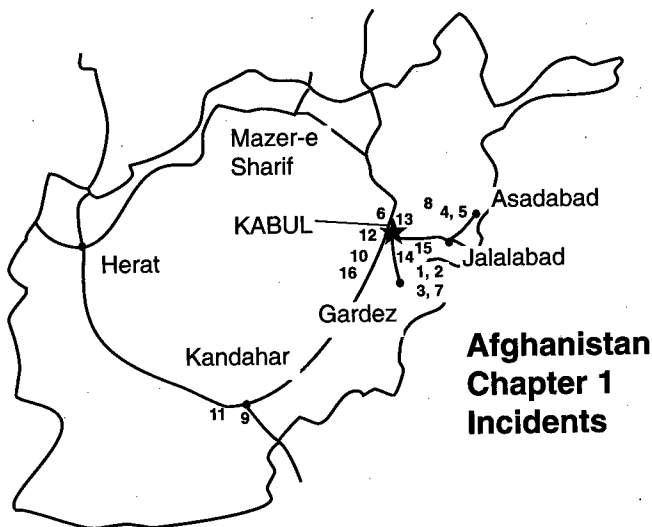 Mazer-e
Sharif
8
Asadabad
6
13
4, 5
KABUL
12
15
Jalalabad
Herat
10
14
1, 2
16
3, 7
Gardez
Kandahar
11
9
Afghanistan
Chapter 1
Incidents